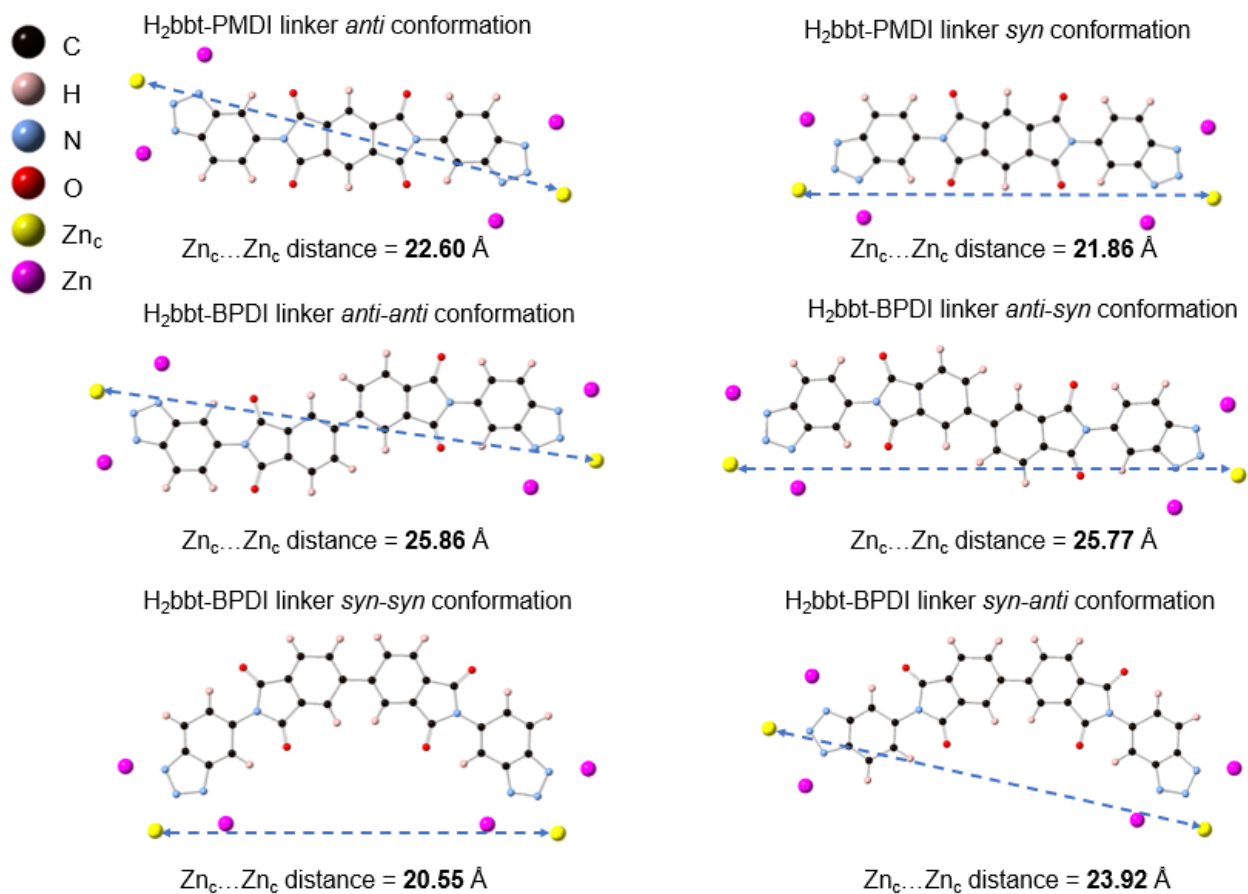 C
H
N
O
Znc
Zn
H2bbt-PMDI linker anti conformation
Znc…Znc distance = 22.60 Å
H2bbt-PMDI linker syn conformation
Znc…Znc distance = 21.86 Å
H2bbt-BPDI linker anti-anti conformation
Znc…Znc distance = 25.86 Å
H2bbt-BPDI linker anti-syn conformation
Znc…Znc distance = 25.77 Å
H2bbt-BPDI linker syn-syn conformation
Znc…Znc distance = 20.55 Å
H2bbt-BPDI linker syn-anti conformation
Znc…Znc distance = 23.92 Å